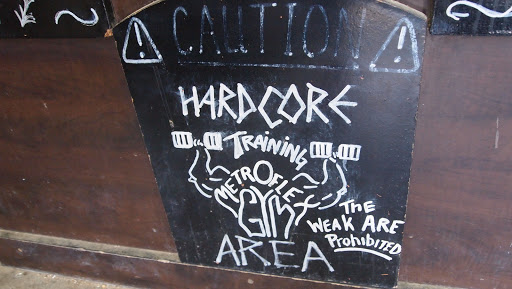 CAUTION
HARDCORE
TRAINING
METROFLEX
GYM
AREA
THE
WEAK ARE
PROHIBITED